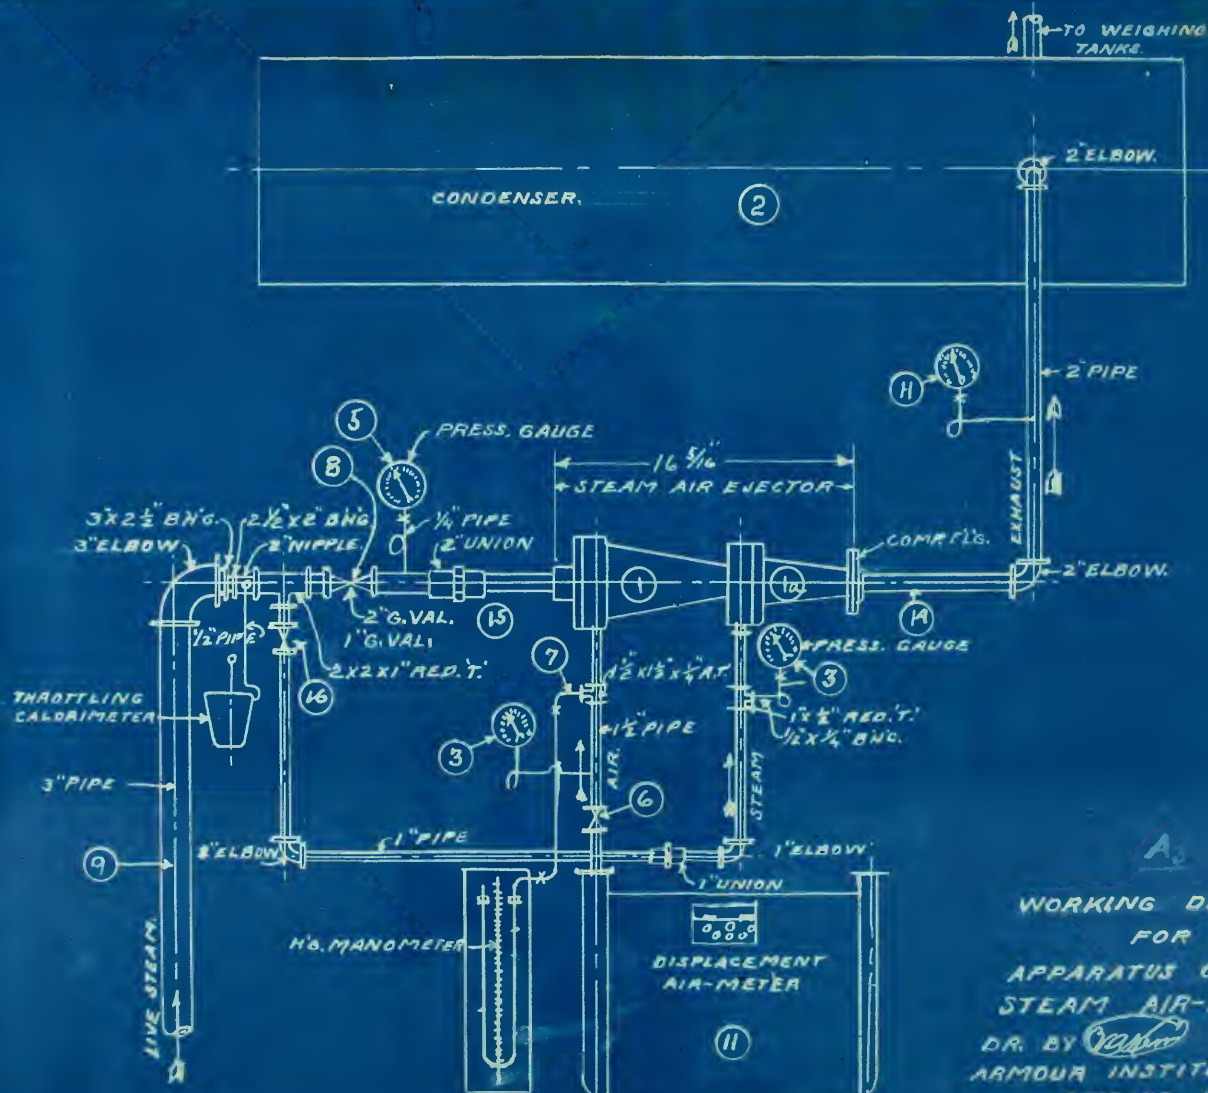 TO WEIGHING
TANKS.
2" ELBOW.
CONDENSER.
2
11
2" PIPE
EXHAUST
5
PRESS. GAUGE
8
16 5/16"
STEAM AIR EJECTOR
3"X2½" BH'G.
2½"X2" BH'G
¼" PIPE
3" ELBOW
2" NIPPLE.
2" UNION
COMP. FLG.
1
1a
2" ELBOW.
14
15
2" G. VAL.
1" G. VAL.
½" PIPE
2X2X1" RED. 'T.'
16
7
1½"X1½"X¼" R.T.
PRESS. GAUGE
3
THROTTLING
CALORIMETER
1"X½" RED. 'T.'
½"X¼" BHG.
3
1½" PIPE
AIR.
STEAM
3" PIPE
6
1" PIPE
9
ELBOW
1" ELBOW
1" UNION
LIVE STEAM.
H'G. MANOMETER
DISPLACEMENT
AIR-METER
11
WORKING D
FOR
APPARATUS
STEAM AIR-
DR. BY
ARMOUR INSTIT